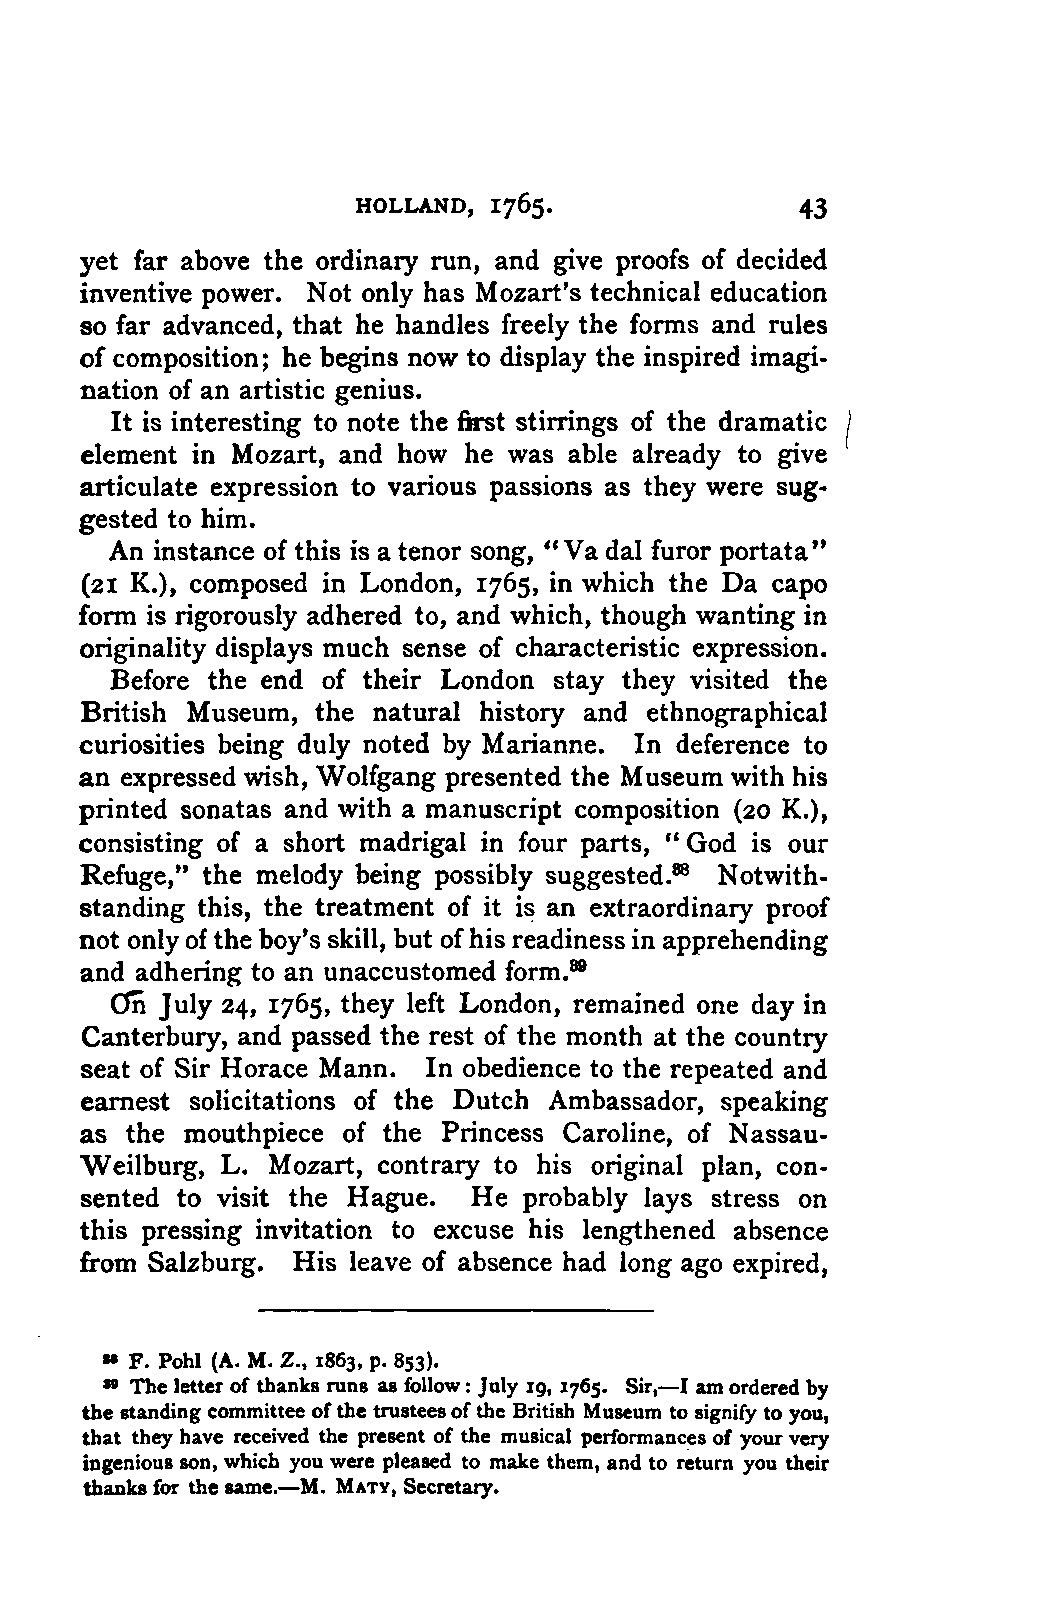 HOLLAND, 1765. 43
yet far above the ordinary run, and give proofs of decided
inventive power. Not only has Mozart's technical education
so far advanced, that he handles freely the forms and rules
of composition; he begins now to display the inspired imagi-
nation of an artistic genius.
It is interesting to note the first stirrings of the dramatic
element in Mozart, and how he was able already to give
articulate expression to various passions as they were sug-
gested to him.
An instance of this is a tenor song, "Va dal furor portata"
(21 K.), composed in London, 1765, in which the Da capo
form is rigorously adhered to, and which, though wanting in
originality displays much sense of characteristic expression.
Before the end of their London stay they visited the
British Museum, the natural history and ethnographical
curiosities being duly noted by Marianne. In deference to
an expressed wish, Wolfgang presented the Museum with his
printed sonatas and with a manuscript composition (20 K.),
consisting of a short madrigal in four parts, "God is our
Refuge," the melody being possibly suggested.⁸⁸ Notwith-
standing this, the treatment of it is an extraordinary proof
not only of the boy's skill, but of his readiness in apprehending
and adhering to an unaccustomed form.⁸⁹
On July 24, 1765, they left London, remained one day in
Canterbury, and passed the rest of the month at the country
seat of Sir Horace Mann. In obedience to the repeated and
earnest solicitations of the Dutch Ambassador, speaking
as the mouthpiece of the Princess Caroline, of Nassau-
Weilburg, L. Mozart, contrary to his original plan, con-
sented to visit the Hague. He probably lays stress on
this pressing invitation to excuse his lengthened absence
from Salzburg. His leave of absence had long ago expired,
⁸⁸ F. Pohl (A. M. Z., 1863, p. 853).
⁸⁹ The letter of thanks runs as follow: July 19, 1765. Sir,—I am ordered by
the standing committee of the trustees of the British Museum to signify to you,
that they have received the present of the musical performances of your very
ingenious son, which you were pleased to make them, and to return you their
thanks for the same.—M. MATY, Secretary.